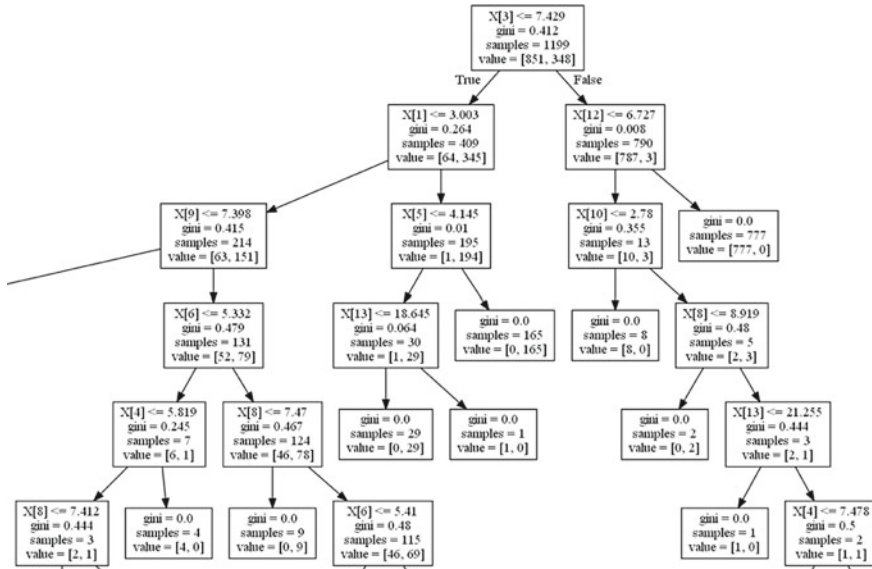 X[3] <= 7.429
gini = 0.412
samples = 1199
value = [851, 348]
True
False
X[1] <= 3.003
gini = 0.264
samples = 409
value = [64, 345]
X[12] <= 6.727
gini = 0.008
samples = 790
value = [787, 3]
X[9] <= 7.398
gini = 0.415
samples = 214
value = [63, 151]
X[5] <= 4.145
gini = 0.01
samples = 195
value = [1, 194]
X[10] <= 2.78
gini = 0.355
samples = 13
value = [10, 3]
gini = 0.0
samples = 777
value = [777, 0]
X[6] <= 5.332
gini = 0.479
samples = 131
value = [52, 79]
X[13] <= 18.645
gini = 0.064
samples = 30
value = [1, 29]
gini = 0.0
samples = 165
value = [0, 165]
gini = 0.0
samples = 8
value = [8, 0]
X[8] <= 8.919
gini = 0.48
samples = 5
value = [2, 3]
X[4] <= 5.819
gini = 0.245
samples = 7
value = [6, 1]
X[8] <= 7.47
gini = 0.467
samples = 124
value = [46, 78]
gini = 0.0
samples = 29
value = [0, 29]
gini = 0.0
samples = 1
value = [1, 0]
gini = 0.0
samples = 2
value = [0, 2]
X[13] <= 21.255
gini = 0.444
samples = 3
value = [2, 1]
X[8] <= 7.412
gini = 0.444
samples = 3
value = [2, 1]
gini = 0.0
samples = 4
value = [4, 0]
gini = 0.0
samples = 9
value = [0, 9]
X[6] <= 5.41
gini = 0.48
samples = 115
value = [46, 69]
gini = 0.0
samples = 1
value = [1, 0]
X[4] <= 7.478
gini = 0.5
samples = 2
value = [1, 1]